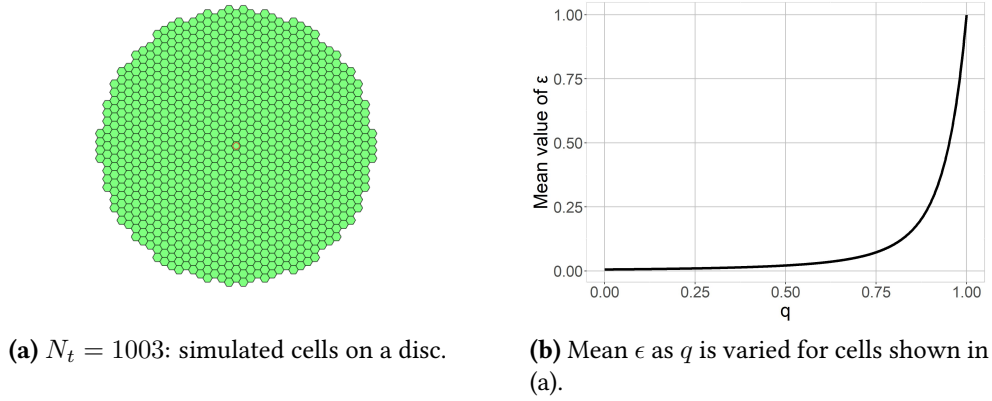 1.00
0.75
0.50
0.25
0.00
Mean value of ε
0.00 0.25 0.50 0.75 1.00
q
(a) N_t = 1003: simulated cells on a disc.
(b) Mean ϵ as q is varied for cells shown in
(a).